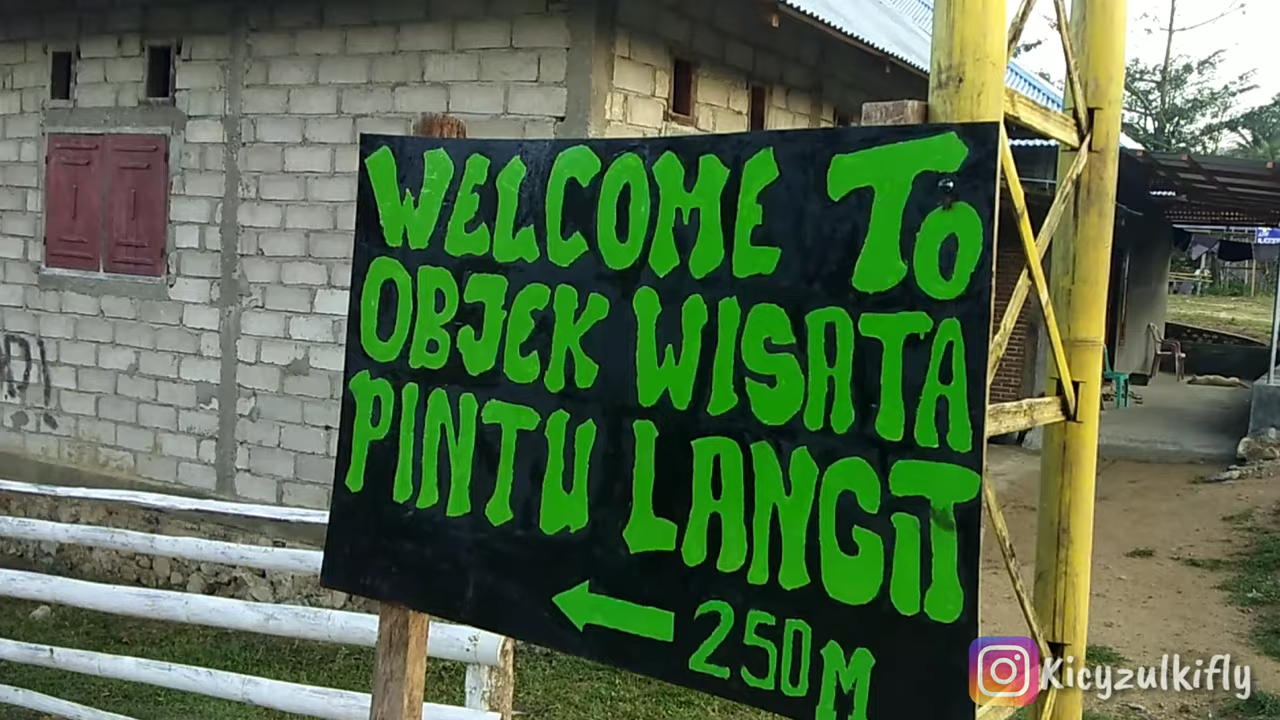 WELCOME TO
OBJEK WISATA
PINTU LANGIT
250M
Kicyzulkifly